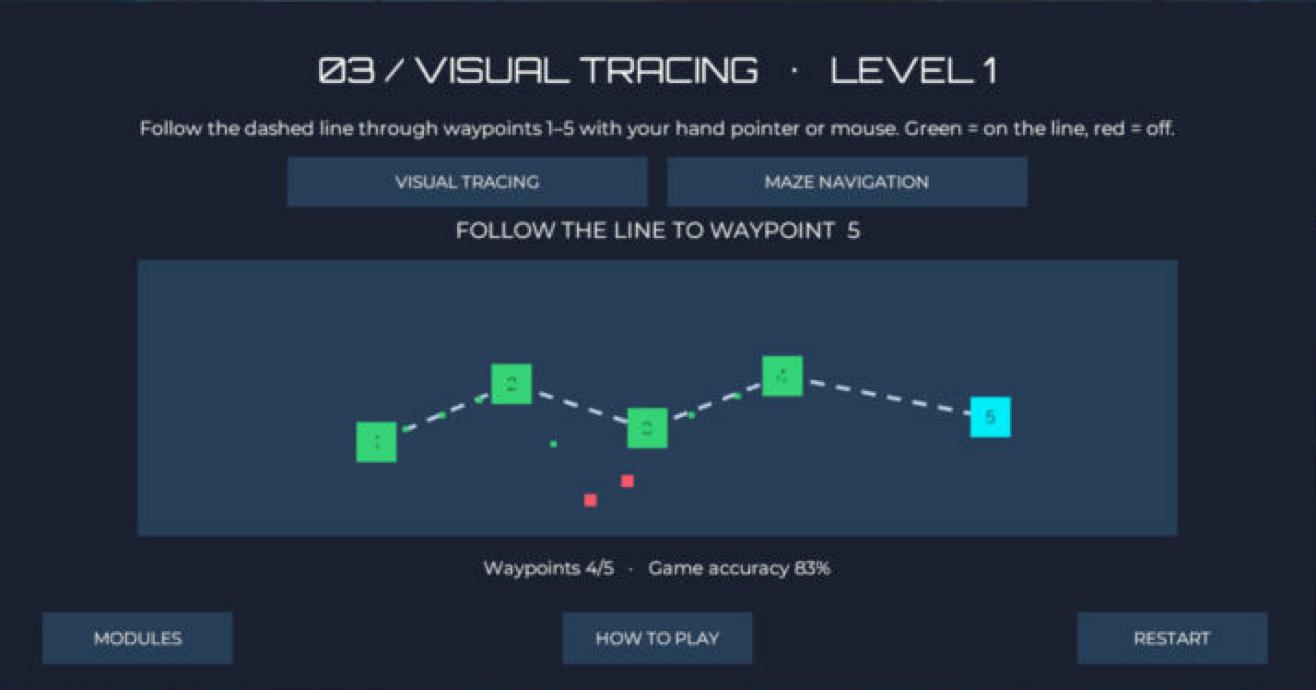 03 / VISUAL TRACING · LEVEL 1
Follow the dashed line through waypoints 1–5 with your hand pointer or mouse. Green = on the line, red = off.
VISUAL TRACING
MAZE NAVIGATION
FOLLOW THE LINE TO WAYPOINT 5
1
2
3
4
5
Waypoints 4/5 · Game accuracy 83%
MODULES
HOW TO PLAY
RESTART